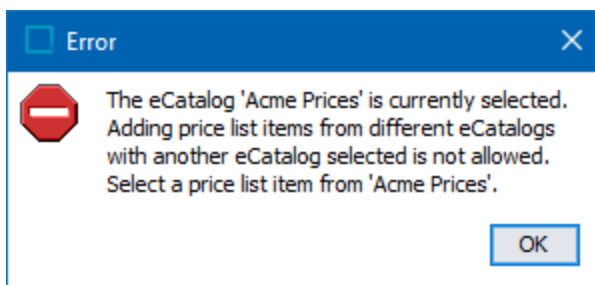 Error
The eCatalog 'Acme Prices' is currently selected.
Adding price list items from different eCatalogs
with another eCatalog selected is not allowed.
Select a price list item from 'Acme Prices'.
OK